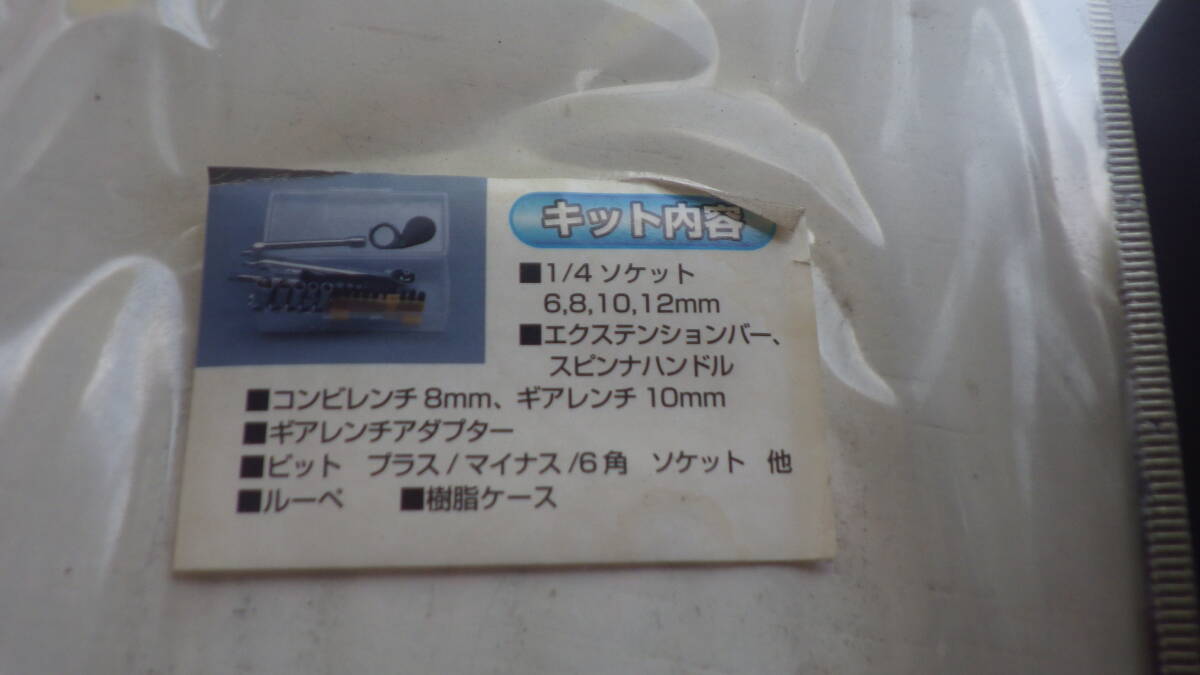 キット内容
■1/4 ソケット
6,8,10,12mm
■エクステンションバー、
スピンナハンドル
■コンビレンチ 8mm、ギアレンチ 10mm
■ギアレンチアダプター
■ビット プラス/マイナス/6角 ソケット 他
■ルーペ ■樹脂ケース